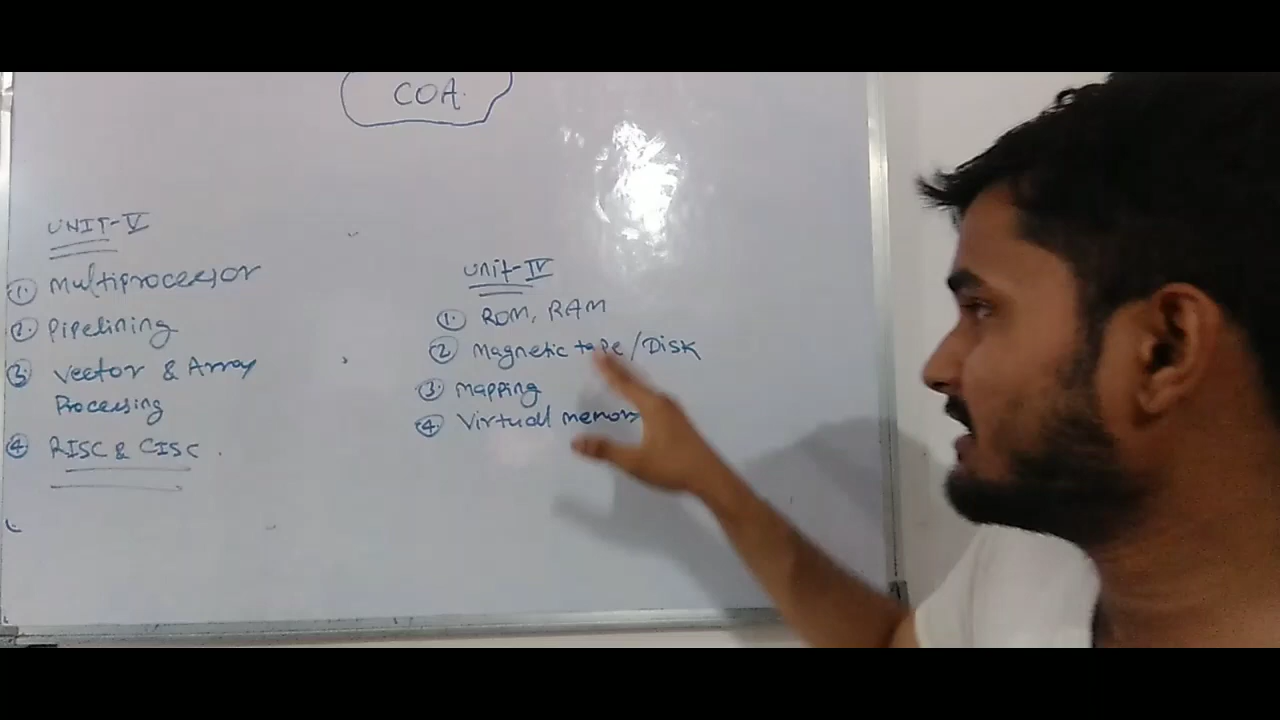 COA.
UNIT-V
1. Multiprocessor
2. Pipelining
3. Vector & Array
Processing
4 RISC & CISC.
Unit-IV
1. ROM, RAM
2 Magnetic tape/Disk
3. Mapping
4. Virtual memory